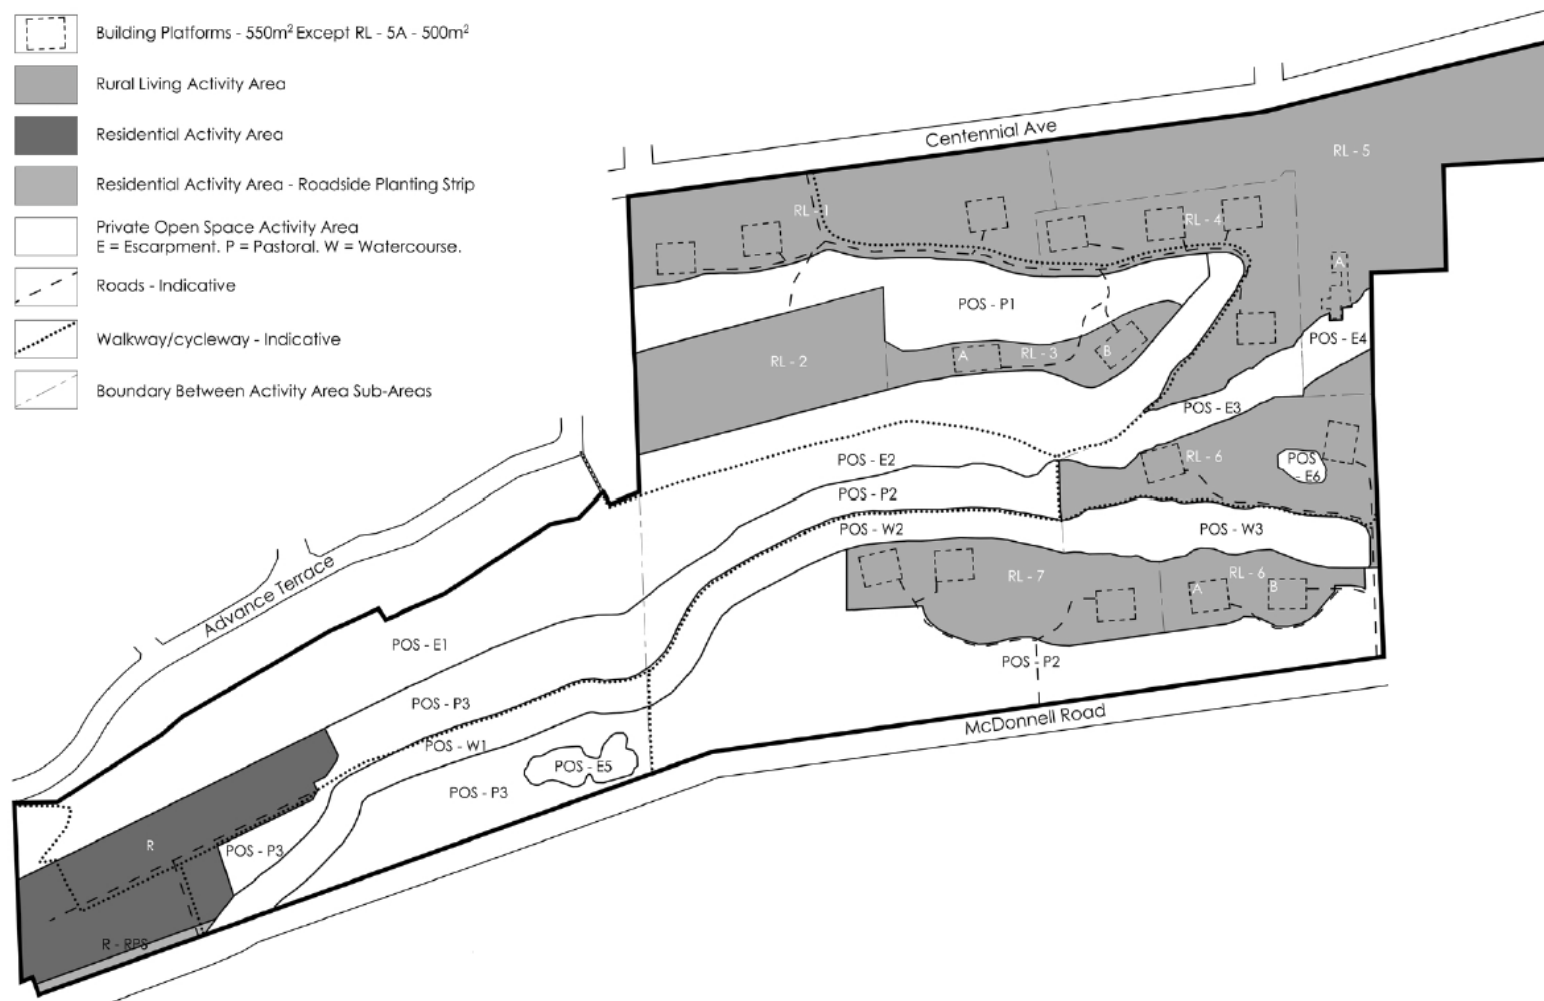 Building Platforms - 550m² Except RL - 5A - 500m²
Rural Living Activity Area
Residential Activity Area
Residential Activity Area - Roadside Planting Strip
Private Open Space Activity Area
E = Escarpment. P = Pastoral. W = Watercourse.
Roads - Indicative
Walkway/cycleway - Indicative
Boundary Between Activity Area Sub-Areas
Centennial Ave
RL - 5
RL - 1
RL - 4
A
POS - P1
POS - E4
RL - 2
A
RL - 3
B
POS - E3
POS - E2
RL - 6
POS
- E6
POS - P2
POS - W2
POS - W3
RL - 7
RL - 6
A
B
Advance Terrace
POS - E1
POS - P2
POS - P3
McDonnell Road
POS - W1
POS - E5
POS - P3
R
POS - P3
R - RPS